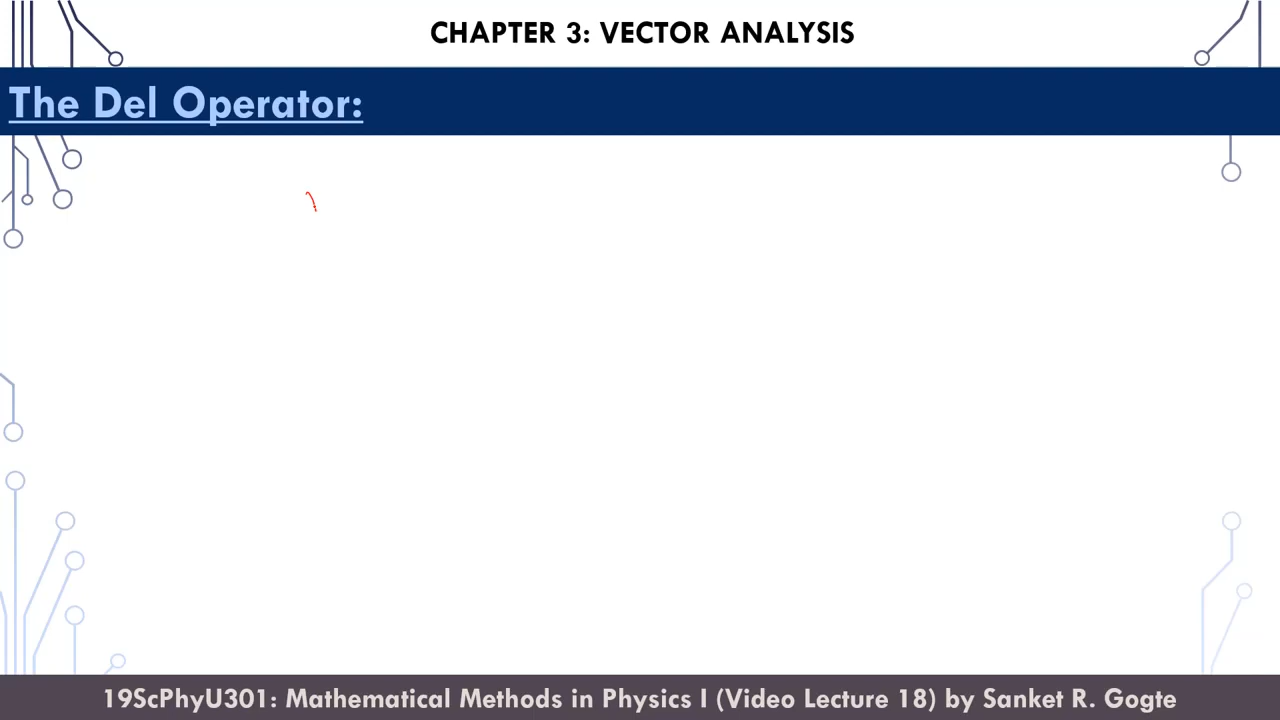 CHAPTER 3: VECTOR ANALYSIS
The Del Operator:
19ScPhyU301: Mathematical Methods in Physics I (Video Lecture 18) by Sanket R. Gogte